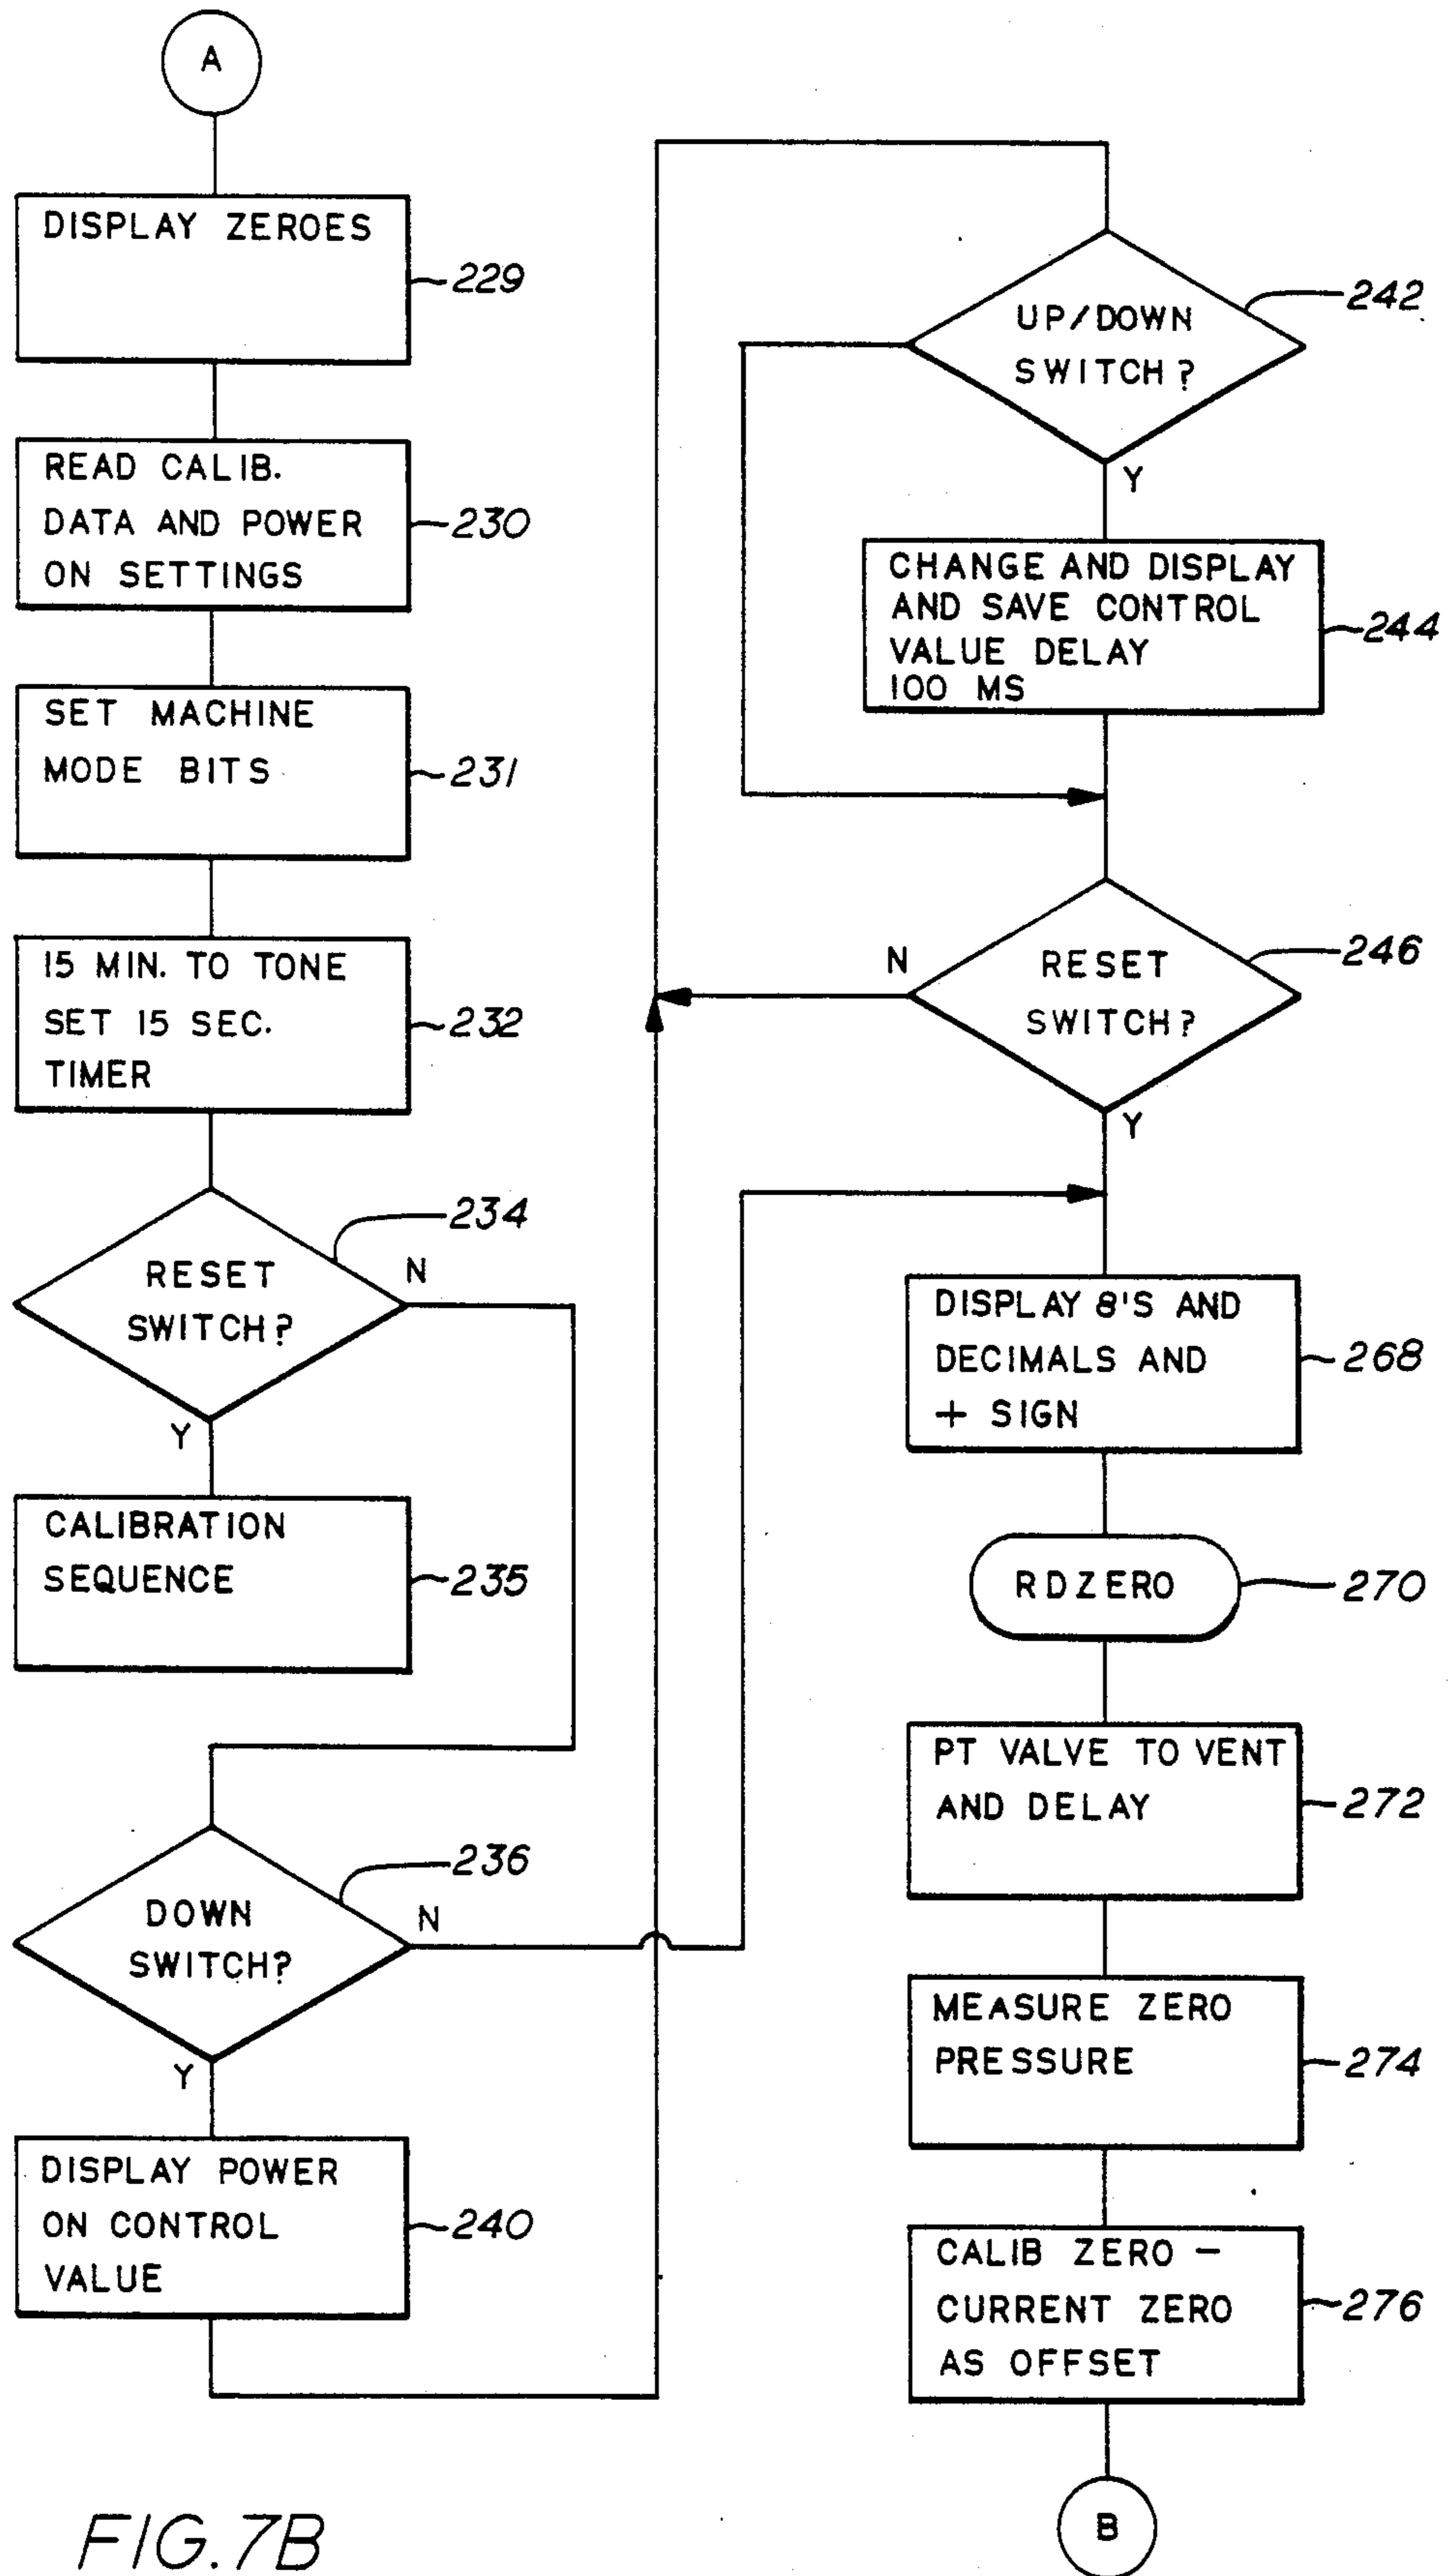 A
DISPLAY ZEROES
229
READ CALIB.
DATA AND POWER
ON SETTINGS
230
SET MACHINE
MODE BITS
231
15 MIN. TO TONE
SET 15 SEC.
TIMER
232
RESET
SWITCH?
234
N
Y
CALIBRATION
SEQUENCE
235
DOWN
SWITCH?
236
N
Y
DISPLAY POWER
ON CONTROL
VALUE
240
UP/DOWN
SWITCH?
242
Y
CHANGE AND DISPLAY
AND SAVE CONTROL
VALUE DELAY
100 MS
244
RESET
SWITCH?
246
N
Y
DISPLAY 8'S AND
DECIMALS AND
+ SIGN
268
RDZERO
270
PT VALVE TO VENT
AND DELAY
272
MEASURE ZERO
PRESSURE
274
CALIB ZERO –
CURRENT ZERO
AS OFFSET
276
B
FIG.7B